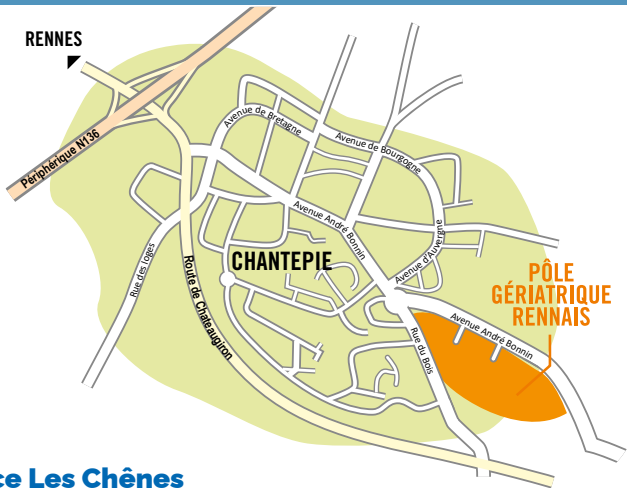 RENNES
Périphérique N136
Avenue de Bretagne
Avenue de Bourgogne
Avenue André Bonnin
Rue des loges
Route de Chateaugiron
CHANTEPIE
Avenue d'Auvergne
PÔLE
GÉRIATRIQUE
RENNAIS
Avenue André Bonnin
Rue du Bois
ce Les Chênes